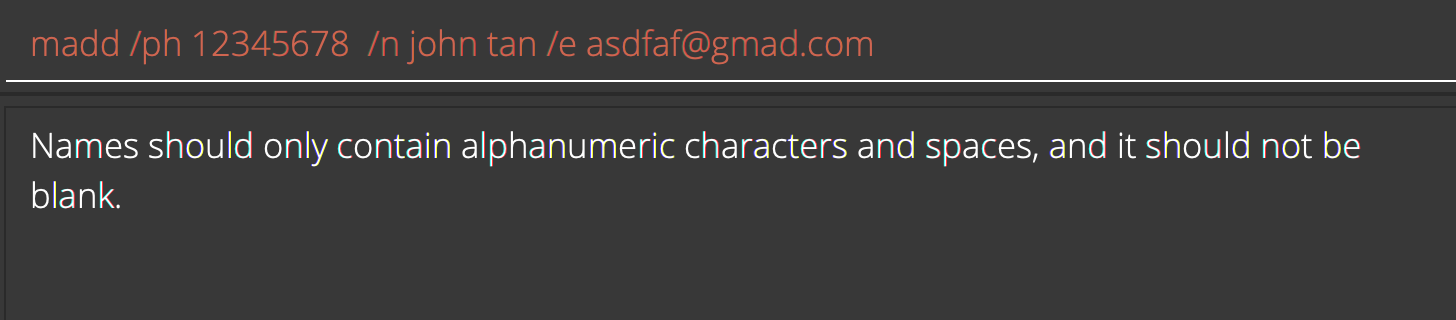 madd /ph 12345678  /n john tan /e asdfaf@gmad.com
Names should only contain alphanumeric characters and spaces, and it should not be
blank.